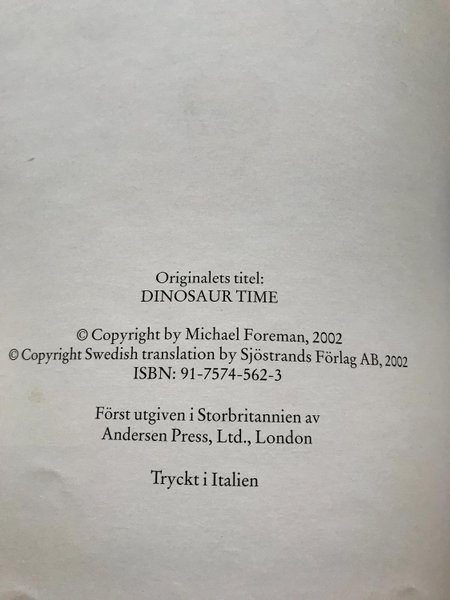 Originalets titel:
DINOSAUR TIME
© Copyright by Michael Foreman, 2002
© Copyright Swedish translation by Sjöstrands Förlag AB, 2002
ISBN: 91-7574-562-3
Först utgiven i Storbritannien av
Andersen Press, Ltd., London
Tryckt i Italien